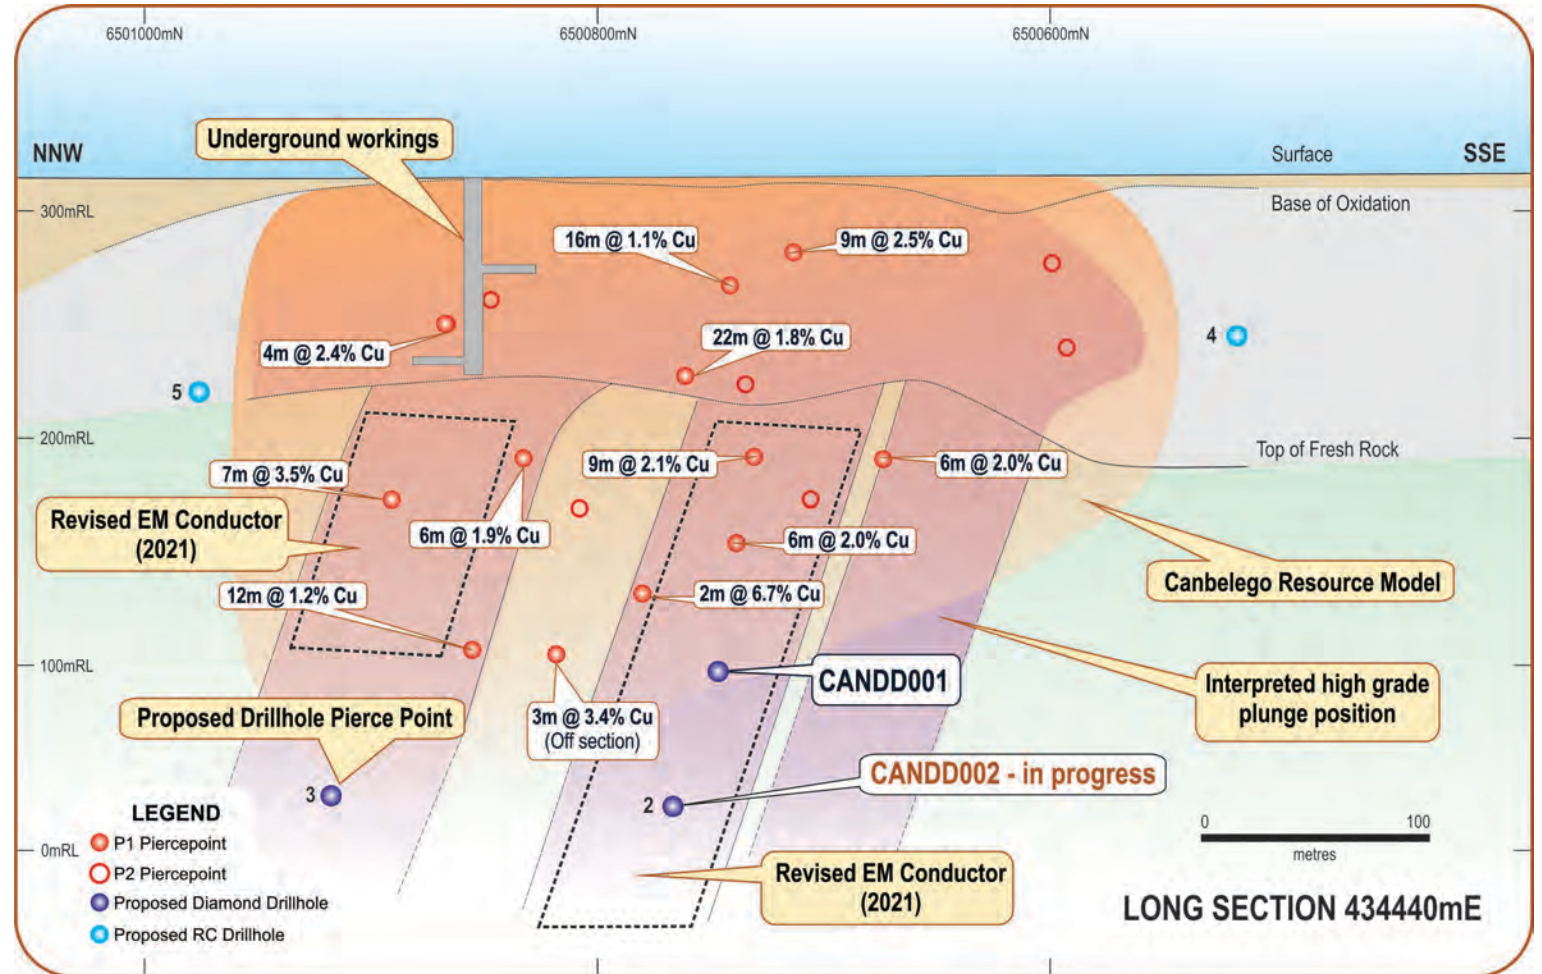 6501000mN
6500800mN
6500600mN
NNW
Underground workings
Surface
SSE
300mRL
Base of Oxidation
16m @ 1.1% Cu
9m @ 2.5% Cu
4m @ 2.4% Cu
22m @ 1.8% Cu
4
5
200mRL
Top of Fresh Rock
7m @ 3.5% Cu
9m @ 2.1% Cu
6m @ 2.0% Cu
Revised EM Conductor
(2021)
6m @ 1.9% Cu
6m @ 2.0% Cu
Canbelego Resource Model
12m @ 1.2% Cu
2m @ 6.7% Cu
100mRL
CANDD001
Interpreted high grade
plunge position
Proposed Drillhole Pierce Point
3m @ 3.4% Cu
(Off section)
CANDD002 - in progress
3
2
LEGEND
P1 Piercepoint
P2 Piercepoint
Proposed Diamond Drillhole
Proposed RC Drillhole
0mRL
0
100
metres
Revised EM Conductor
(2021)
LONG SECTION 434440mE